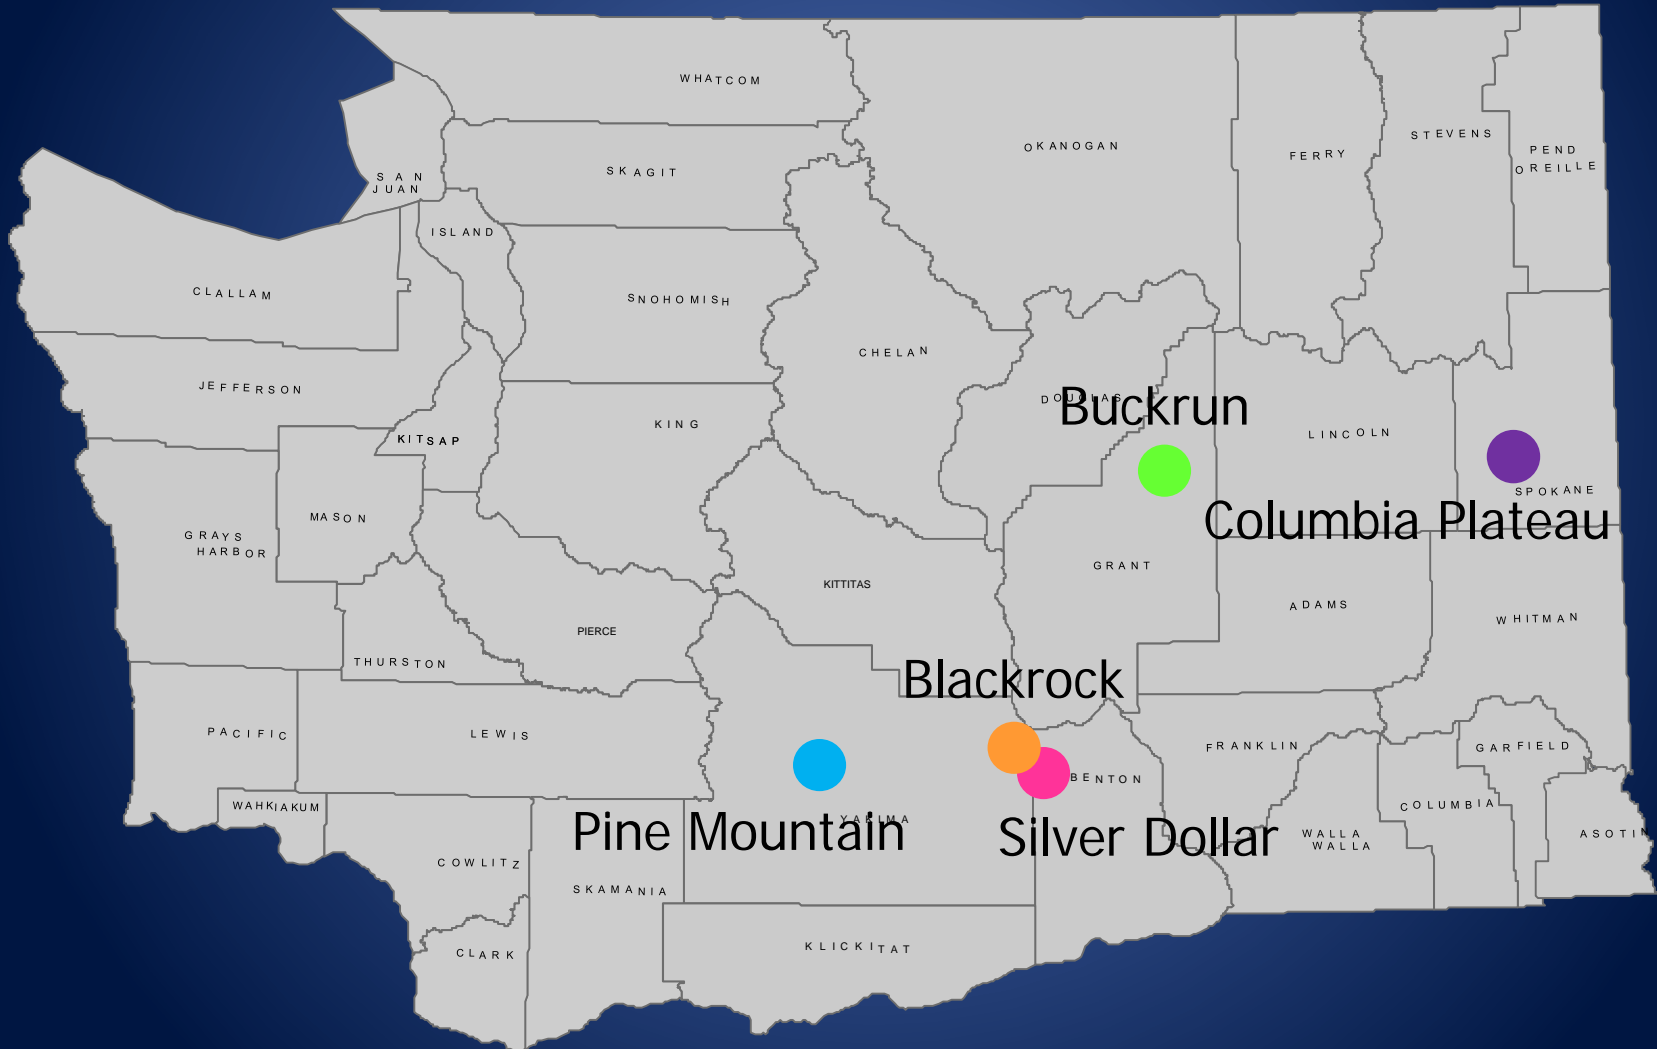 WHATCOM
OKANOGAN
STEVENS
FERRY
PEND
OREILLE
SKAGIT
SAN
JUAN
ISLAND
CLALLAM
SNOHOMISH
CHELAN
JEFFERSON
DOUGLAS
Buckrun
KING
LINCOLN
KITSAP
SPOKANE
Columbia Plateau
MASON
GRAYS
HARBOR
GRANT
KITTITAS
ADAMS
WHITMAN
PIERCE
THURSTON
Blackrock
PACIFIC
LEWIS
FRANKLIN
GARFIELD
BENTON
WAHKIAKUM
COLUMBIA
YAKIMA
Pine Mountain
Silver Dollar
WALLA
WALLA
ASOTIN
COWLITZ
SKAMANIA
KLICKITAT
CLARK